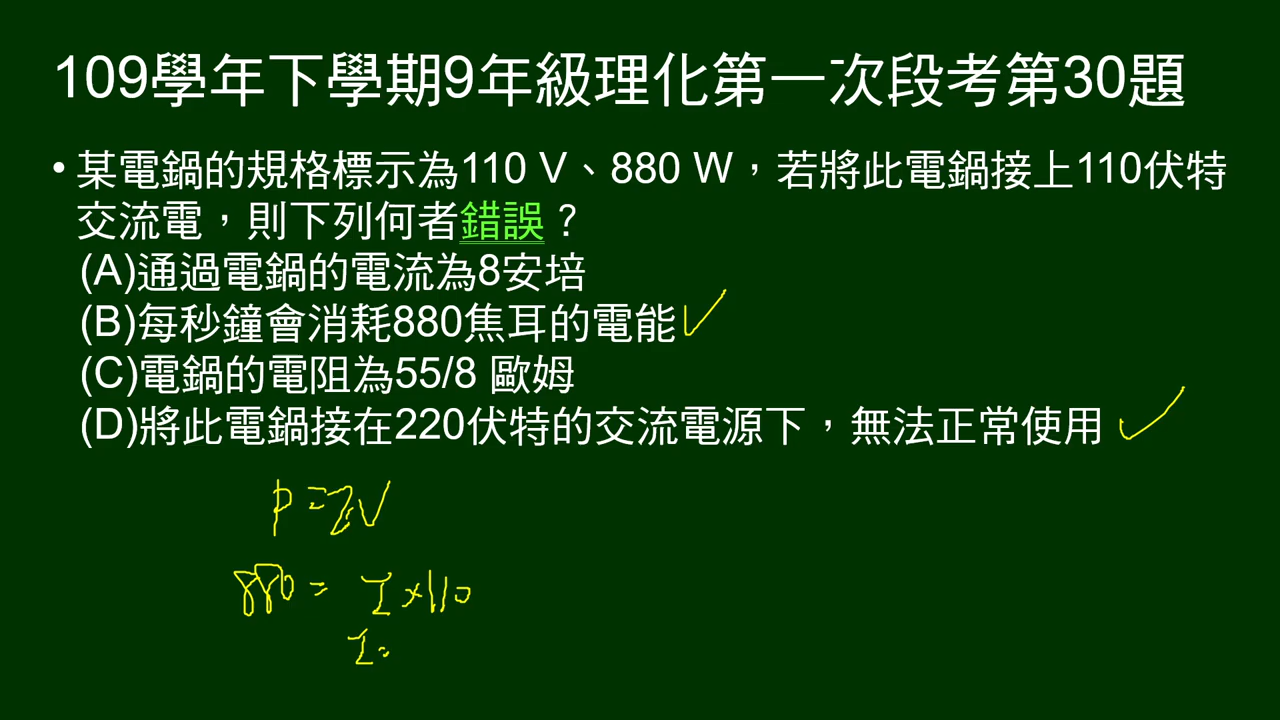 109學年下學期9年級理化第一次段考第30題
• 某電鍋的規格標示為110 V、880 W，若將此電鍋接上110伏特
交流電，則下列何者錯誤？
(A)通過電鍋的電流為8安培
(B)每秒鐘會消耗880焦耳的電能✓
(C)電鍋的電阻為55/8 歐姆
(D)將此電鍋接在220伏特的交流電源下，無法正常使用✓
P=IV
880 = I×110
I=